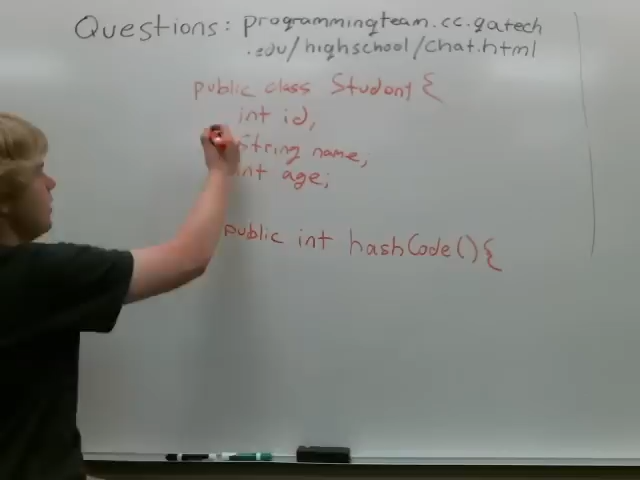 Questions: programmingteam.cc.gatech
.edu/highschool/chat.html
public class Student {
int id;
String name;
int age;
public int hashCode(){